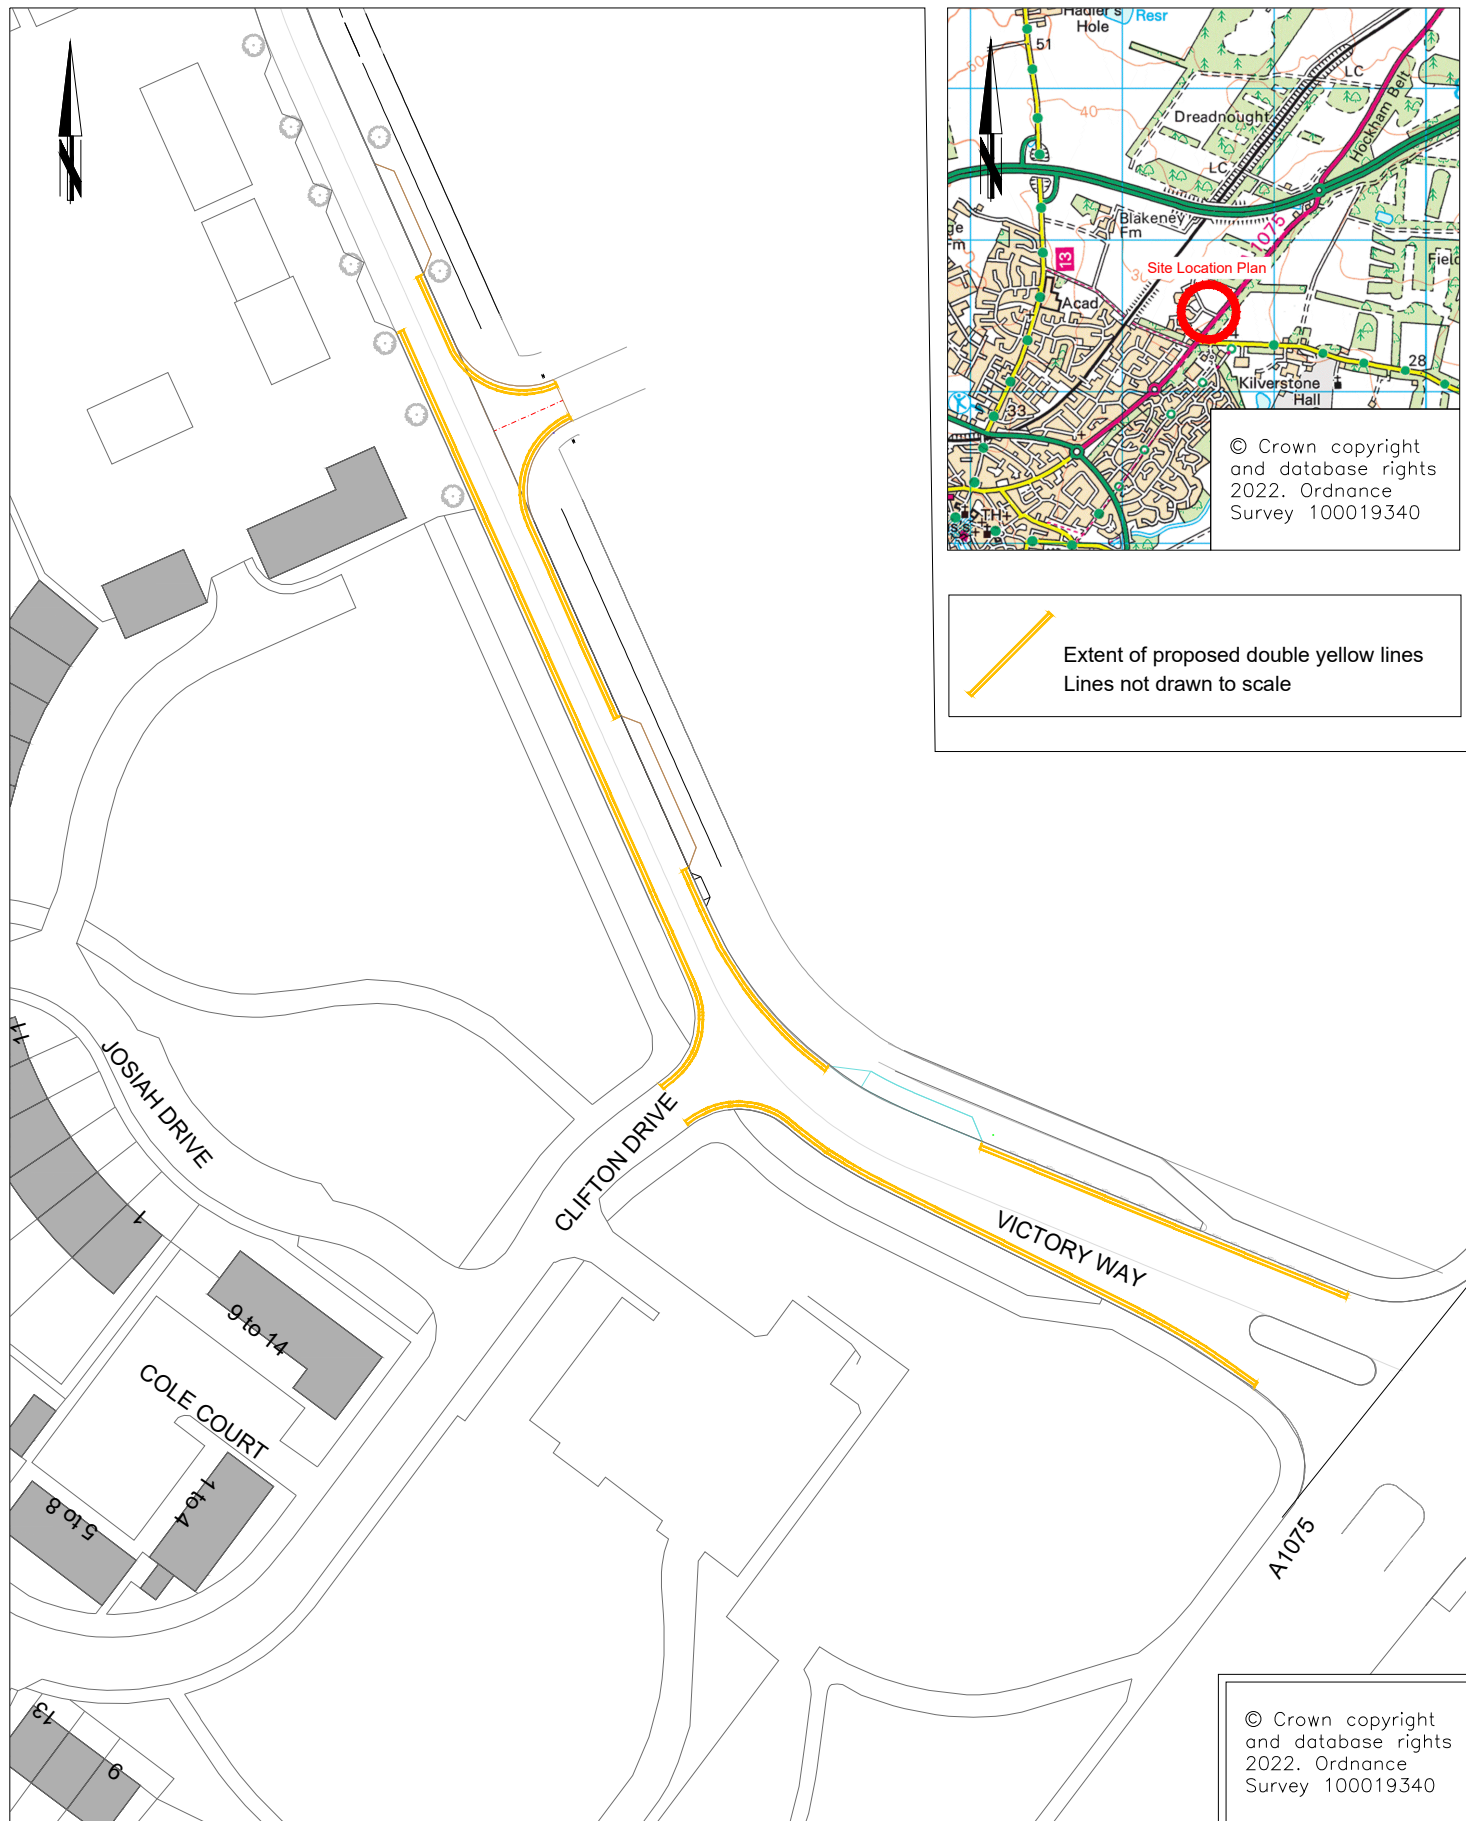 N
N
Hadler's
Hole
Resr
51
50
40
LC
Dreadnought
Hockham Belt
LC
Blakeney
Fm
1075
13
Site Location Plan
Acad
Field
28
Kilverstone
Hall
33
TH
© Crown copyright
and database rights
2022. Ordnance
Survey 100019340
Extent of proposed double yellow lines
Lines not drawn to scale
11
JOSIAH DRIVE
1
CLIFTON DRIVE
VICTORY WAY
9 to 14
COLE COURT
1 to 4
5 to 8
A1075
13
9
© Crown copyright
and database rights
2022. Ordnance
Survey 100019340